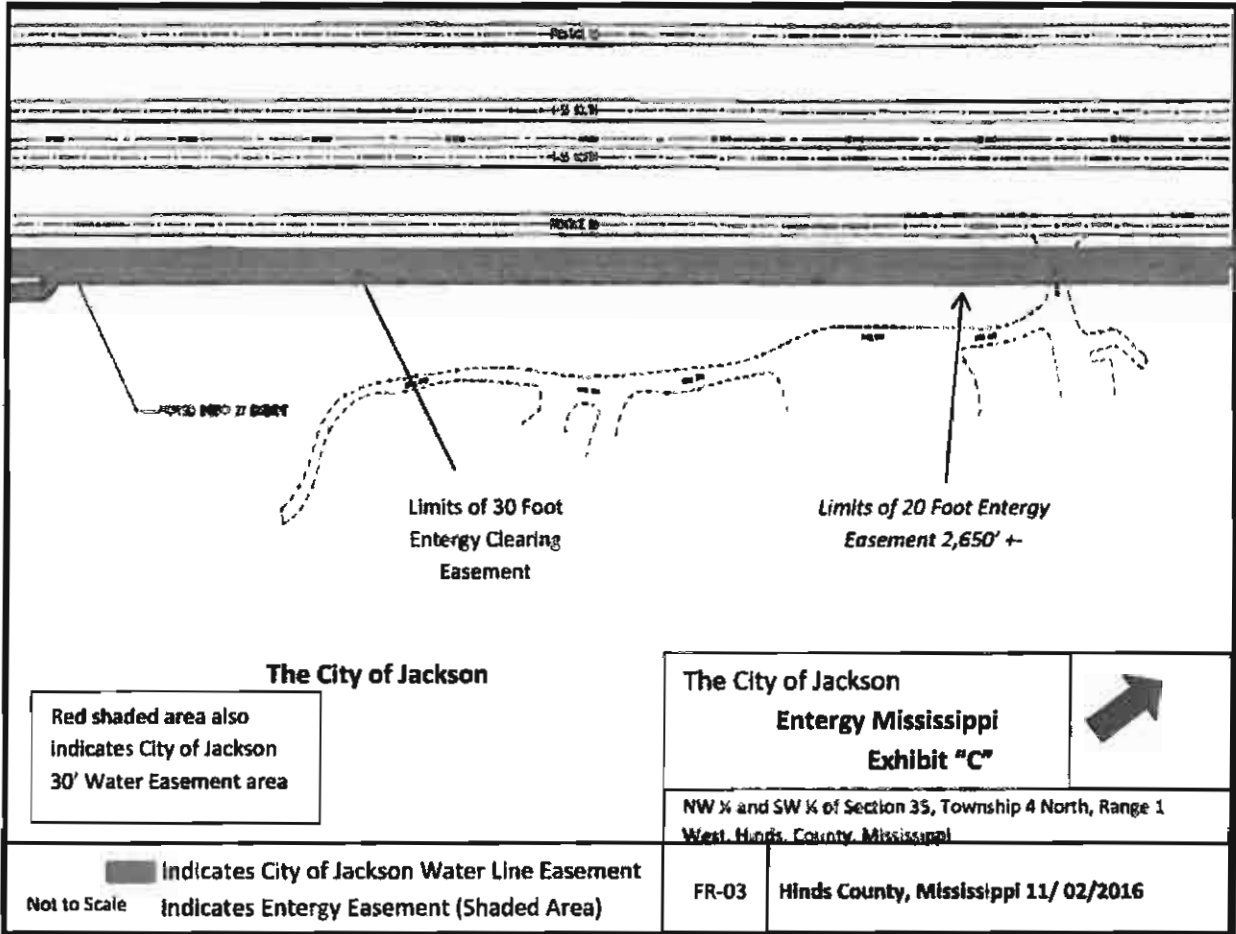 I-55 SOUTH
Limits of 30 Foot
Entergy Clearing
Easement
Limits of 20 Foot Entergy
Easement 2,650' +-
The City of Jackson
Red shaded area also
indicates City of Jackson
30' Water Easement area
The City of Jackson
Entergy Mississippi
Exhibit "C"
NW ¼ and SW ¼ of Section 35, Township 4 North, Range 1
West, Hinds, County, Mississippi
Indicates City of Jackson Water Line Easement
Not to Scale
Indicates Entergy Easement (Shaded Area)
FR-03
Hinds County, Mississippi 11/ 02/2016